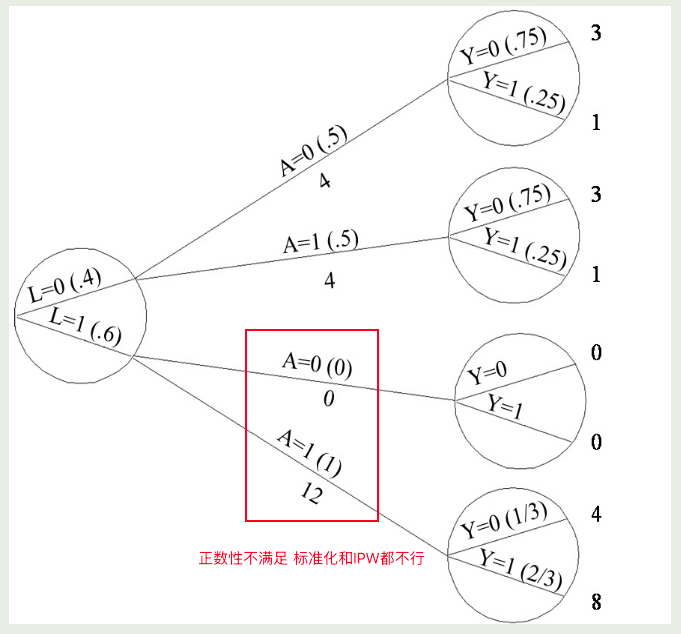 Y=0 (.75)
3
Y=1 (.25)
1
A=0 (.5)
4
Y=0 (.75)
3
A=1 (.5)
Y=1 (.25)
4
1
L=0 (.4)
L=1 (.6)
A=0 (0)
0
Y=0
0
Y=1
0
A=1 (1)
12
Y=0 (1/3)
4
Y=1 (2/3)
8
正数性不满足 标准化和IPW都不行